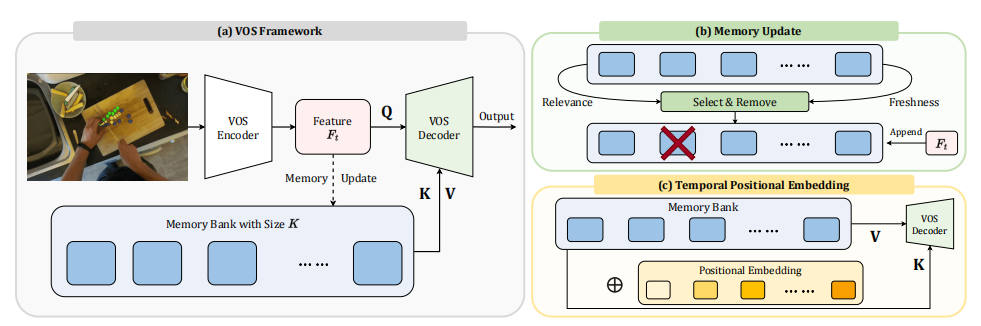 (a) VOS Framework
VOS
Encoder
Feature
F_t
Q
VOS
Decoder
Output
Memory Update
K V
Memory Bank with Size K
... ...
(b) Memory Update
... ...
Relevance
Select & Remove
Freshness
... ...
Append
F_t
(c) Temporal Positional Embedding
Memory Bank
... ...
V
VOS
Decoder
K
⊕
Positional Embedding
... ...